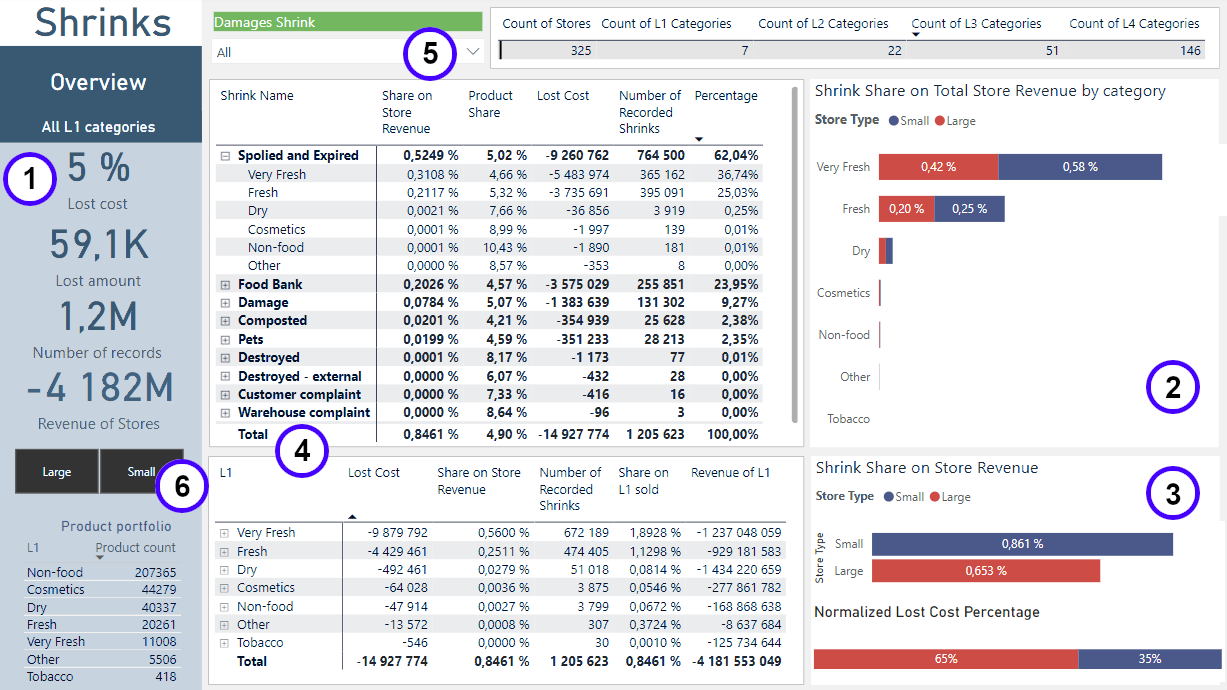 Shrinks
Overview
All L1 categories
1
5 %
Lost cost
59,1K
Lost amount
1,2M
Number of records
-4 182M
Revenue of Stores
Large Small
6
Product portfolio
L1 Product count
Non-food 207365
Cosmetics 44279
Dry 40337
Fresh 20261
Very Fresh 11008
Other 5506
Tobacco 418
Damages Shrink
All
5
Count of Stores Count of L1 Categories Count of L2 Categories Count of L3 Categories Count of L4 Categories
325 7 22 51 146
Shrink Name Share on Store Revenue Product Share Lost Cost Number of Recorded Shrinks Percentage
Spolied and Expired 0,5249 % 5,02 % -9 260 762 764 500 62,04%
Very Fresh 0,3108 % 4,66 % -5 483 974 365 162 36,74%
Fresh 0,2117 % 5,32 % -3 735 691 395 091 25,03%
Dry 0,0021 % 7,66 % -36 856 3 919 0,25%
Cosmetics 0,0001 % 8,99 % -1 997 139 0,01%
Non-food 0,0001 % 10,43 % -1 890 181 0,01%
Other 0,0000 % 8,57 % -353 8 0,00%
Food Bank 0,2026 % 4,57 % -3 575 029 255 851 23,95%
Damage 0,0784 % 5,07 % -1 383 639 131 302 9,27%
Composted 0,0201 % 4,21 % -354 939 25 628 2,38%
Pets 0,0199 % 4,59 % -351 233 28 213 2,35%
Destroyed 0,0001 % 8,17 % -1 173 77 0,01%
Destroyed - external 0,0000 % 6,07 % -432 28 0,00%
Customer complaint 0,0000 % 7,33 % -416 16 0,00%
Warehouse complaint 0,0000 % 8,64 % -96 3 0,00%
Total 0,8461 % 4,90 % -14 927 774 1 205 623 100,00%
4
L1 Lost Cost Share on Store Revenue Number of Recorded Shrinks Share on L1 sold Revenue of L1
Very Fresh -9 879 792 0,5600 % 672 189 1,8928 % -1 237 048 059
Fresh -4 429 461 0,2511 % 474 405 1,1298 % -929 181 583
Dry -492 461 0,0279 % 51 018 0,0814 % -1 434 220 659
Cosmetics -64 028 0,0036 % 3 875 0,0546 % -277 861 782
Non-food -47 914 0,0027 % 3 799 0,0672 % -168 868 638
Other -13 572 0,0008 % 307 0,3724 % -8 637 684
Tobacco -546 0,0000 % 30 0,0010 % -125 734 644
Total -14 927 774 0,8461 % 1 205 623 0,8461 % -4 181 553 049
Shrink Share on Total Store Revenue by category
Store Type Small Large
Very Fresh 0,42 % 0,58 %
Fresh 0,20 % 0,25 %
Dry
Cosmetics
Non-food
Other
2
Tobacco
Shrink Share on Store Revenue
Store Type Small Large
3
Store Type
Small 0,861 %
Large 0,653 %
Normalized Lost Cost Percentage
65% 35%